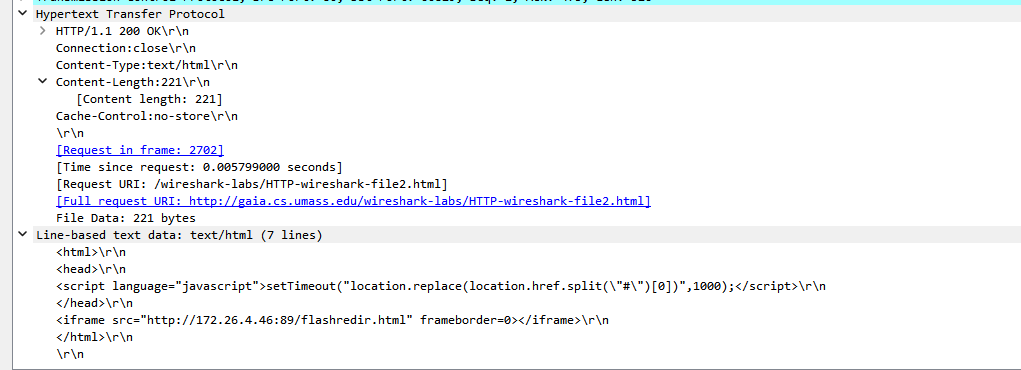 Hypertext Transfer Protocol
HTTP/1.1 200 OK\r\n
Connection:close\r\n
Content-Type:text/html\r\n
Content-Length:221\r\n
[Content length: 221]
Cache-Control:no-store\r\n
\r\n
[Request in frame: 2702]
[Time since request: 0.005799000 seconds]
[Request URI: /wireshark-labs/HTTP-wireshark-file2.html]
[Full request URI: http://gaia.cs.umass.edu/wireshark-labs/HTTP-wireshark-file2.html]
File Data: 221 bytes
Line-based text data: text/html (7 lines)
<html>\r\n
<head>\r\n
<script language="javascript">setTimeout("location.replace(location.href.split(\"#\")[0])",1000);</script>\r\n
</head>\r\n
<iframe src="http://172.26.4.46:89/flashredir.html" frameborder=0></iframe>\r\n
</html>\r\n
\r\n